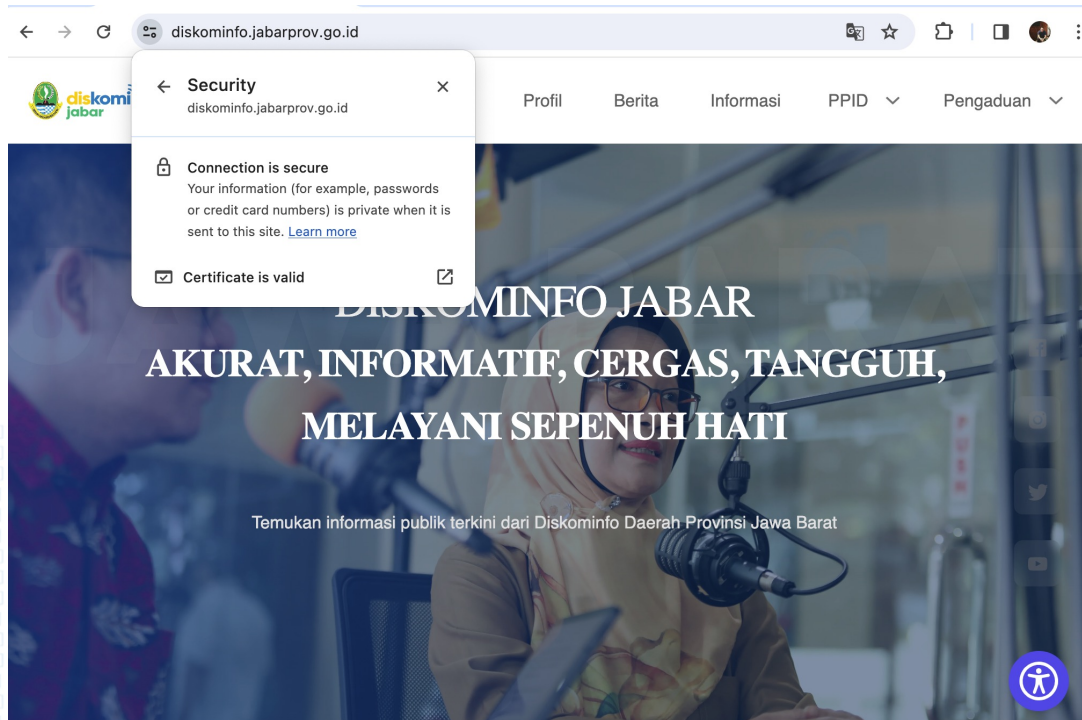 diskominfo.jabarprov.go.id
Security
diskominfo.jabarprov.go.id
Connection is secure
Your information (for example, passwords
or credit card numbers) is private when it is
sent to this site. Learn more
Certificate is valid
diskomi
jabar
Profil
Berita
Informasi
PPID
Pengaduan
DISKOMINFO JABAR
AKURAT, INFORMATIF, CERGAS, TANGGUH,
MELAYANI SEPENUH HATI
Temukan informasi publik terkini dari Diskominfo Daerah Provinsi Jawa Barat